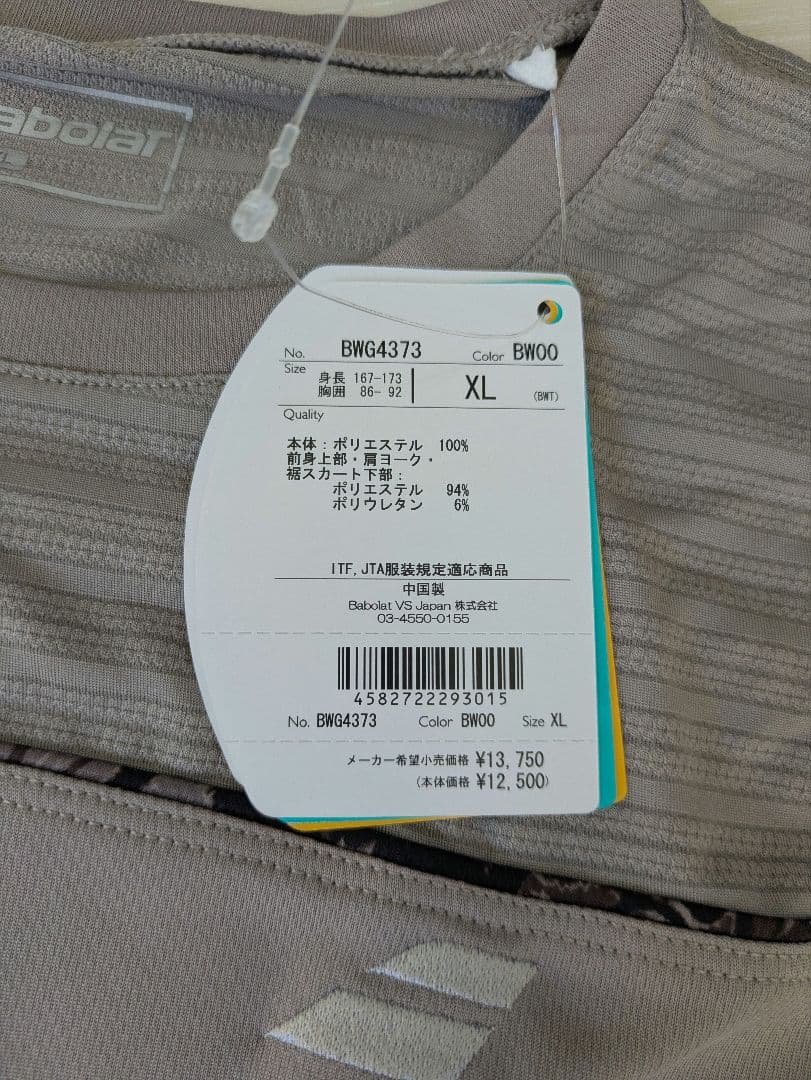 abolat
No. BWG4373 Color BW00
Size 身長 167-173 XL (BWT)
胸囲 86- 92
Quality
本体：ポリエステル 100%
前身上部・肩ヨーク・
裾スカート下部：
ポリエステル 94%
ポリウレタン 6%
ITF,JTA服装規定適応商品
中国製
Babolat VS Japan 株式会社
03-4550-0155
4582722293015
No. BWG4373 Color BW00 Size XL
メーカー希望小売価格 ¥13,750
(本体価格 ¥12,500)